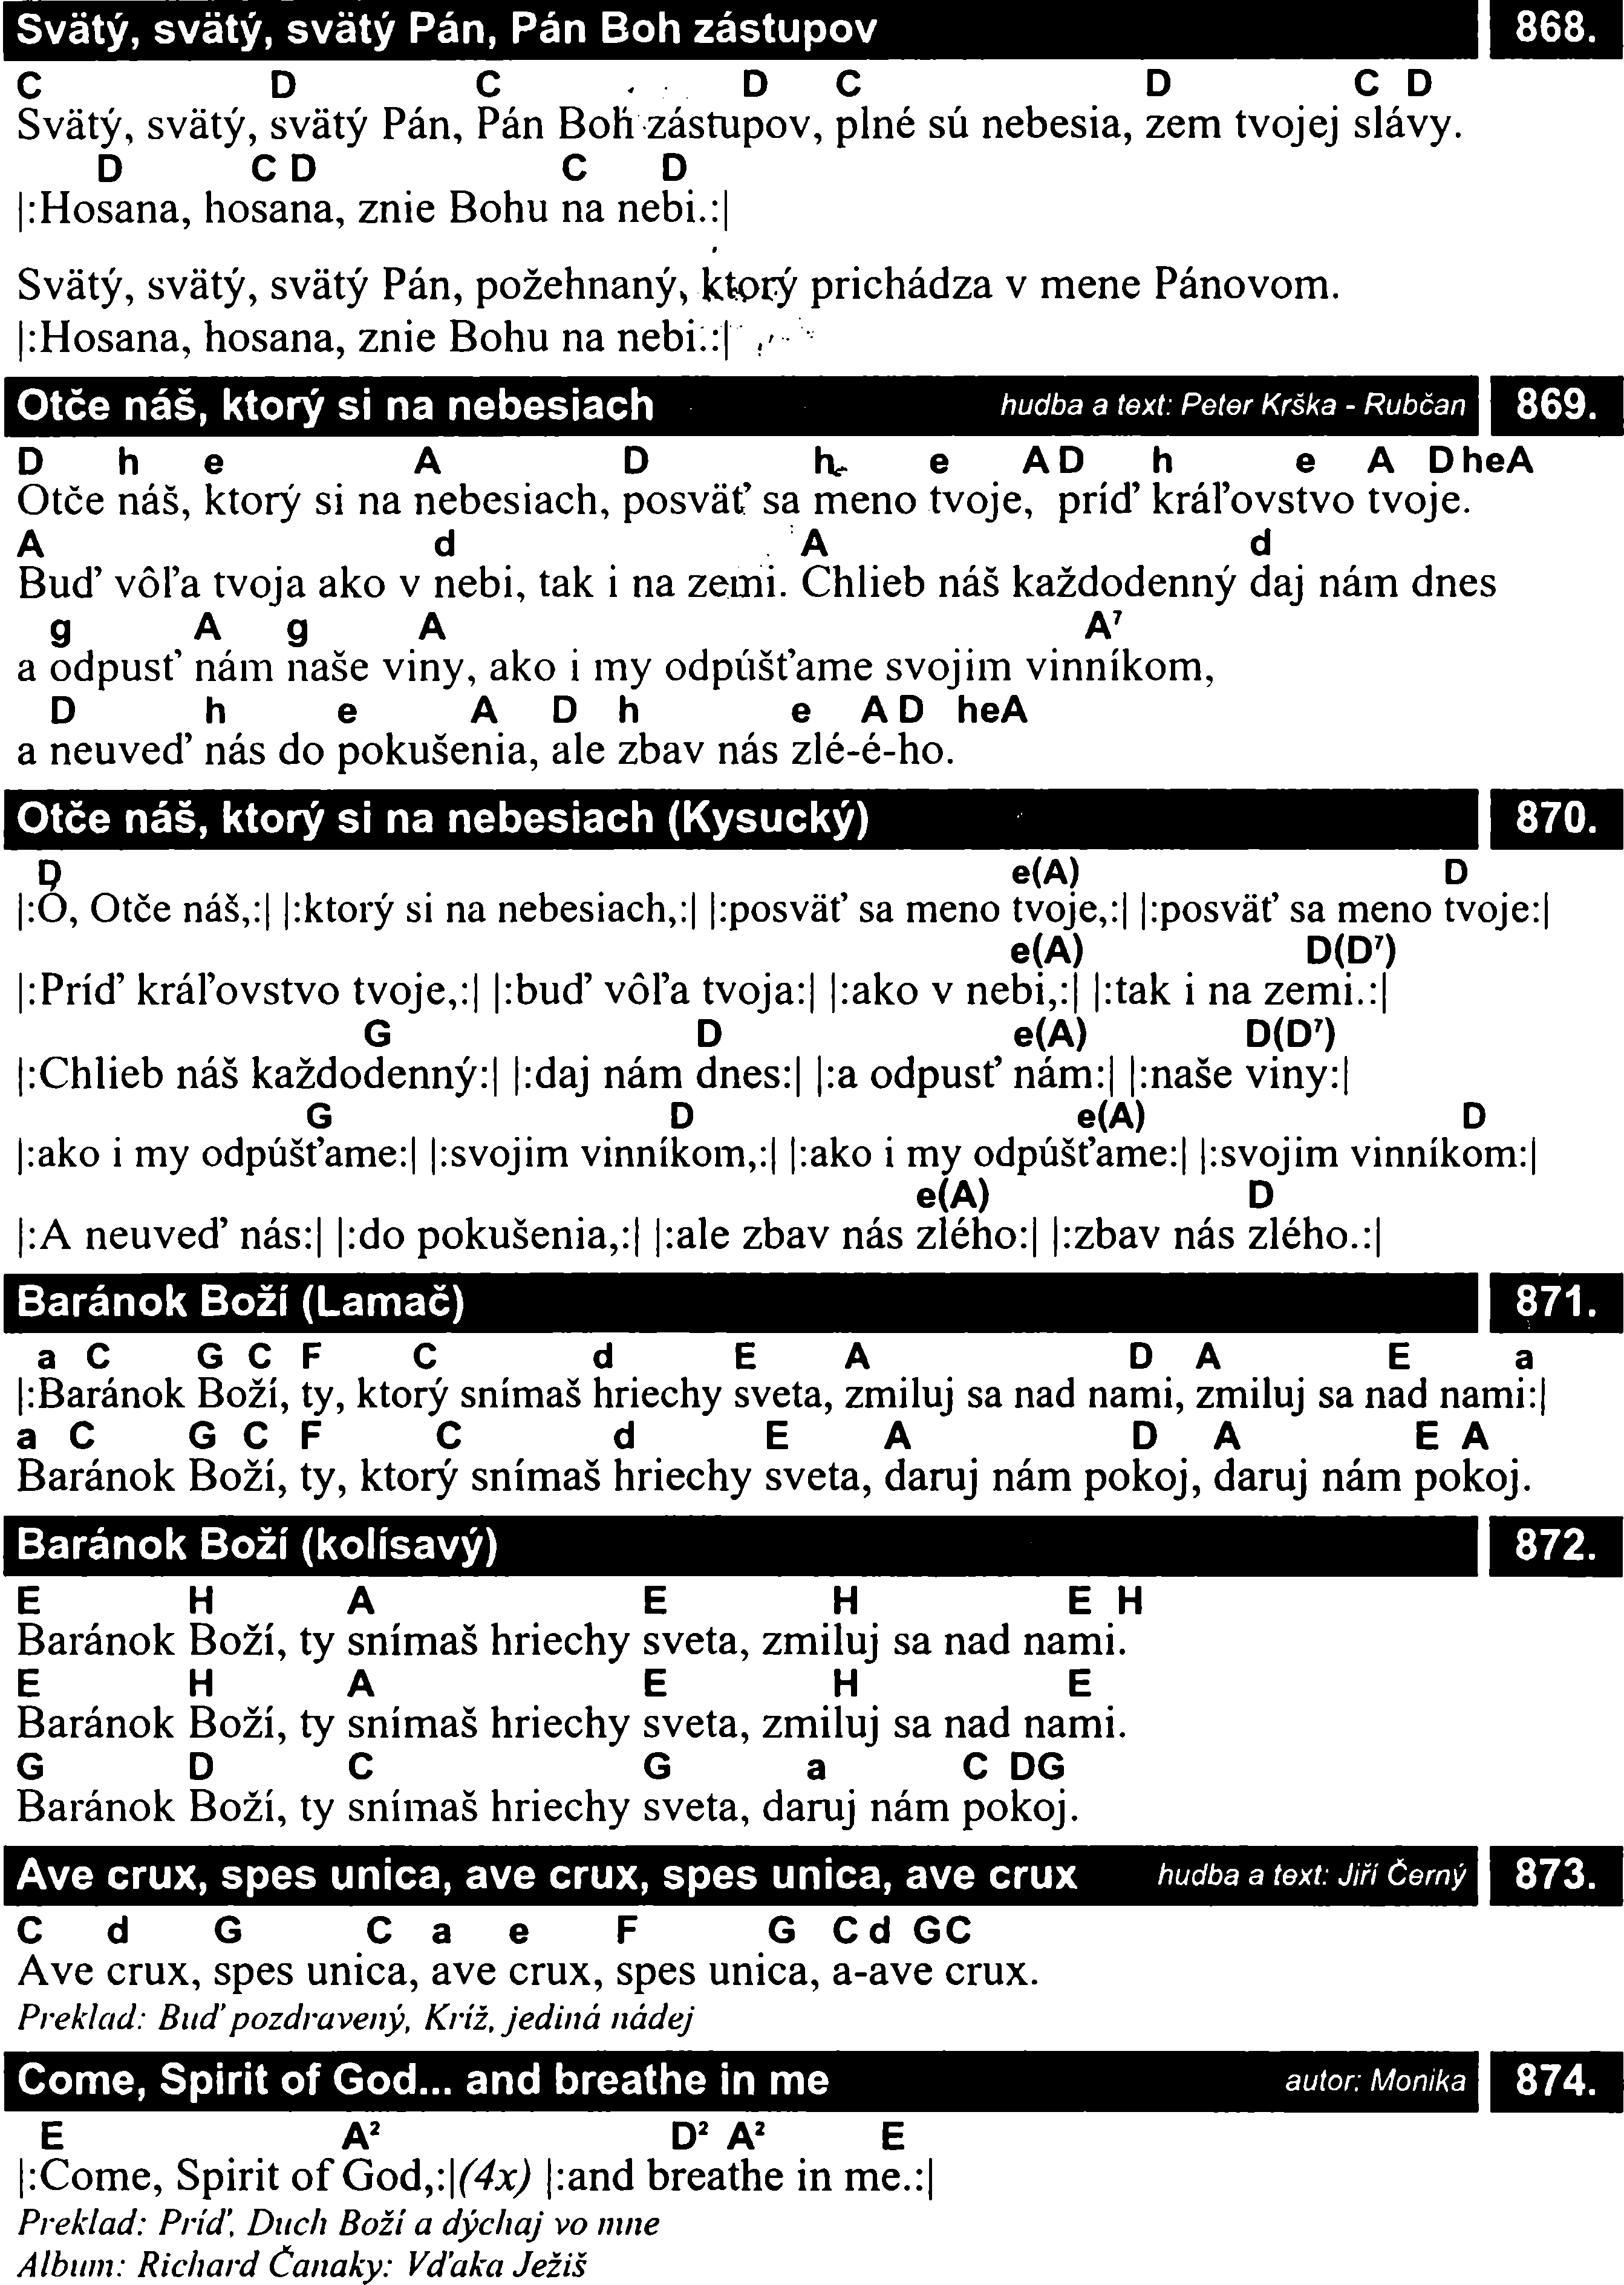 Svätý, svätý, svätý Pán, Pán Boh zástupov 868.
C D C D C D C D
Svätý, svätý, svätý Pán, Pán Boh zástupov, plné sú nebesia, zem tvojej slávy.
D C D C D
|:Hosana, hosana, znie Bohu na nebi.:|
Svätý, svätý, svätý Pán, požehnaný, ktorý prichádza v mene Pánovom.
|:Hosana, hosana, znie Bohu na nebi.:|
Otče náš, ktorý si na nebesiach hudba a text: Peter Krška - Rubčan 869.
D h e A D h e A D h e A D h e A
Otče náš, ktorý si na nebesiach, posväť sa meno tvoje, príď kráľovstvo tvoje.
A d A d
Buď vôľa tvoja ako v nebi, tak i na zemi. Chlieb náš každodenný daj nám dnes
g A g A A⁷
a odpusť nám naše viny, ako i my odpúšťame svojim vinníkom,
D h e A D h e A D h e A
a neuveď nás do pokušenia, ale zbav nás zlé-é-ho.
Otče náš, ktorý si na nebesiach (Kysucký) 870.
D e(A) D
|:Ó, Otče náš,:| |:ktorý si na nebesiach,:| |:posväť sa meno tvoje,:| |:posväť sa meno tvoje:|
e(A) D(D⁷)
|:Príď kráľovstvo tvoje,:| |:buď vôľa tvoja:| |:ako v nebi,:| |:tak i na zemi.:|
G D e(A) D(D⁷)
|:Chlieb náš každodenný:| |:daj nám dnes:| |:a odpusť nám:| |:naše viny:|
G D e(A) D
|:ako i my odpúšťame:| |:svojim vinníkom,:| |:ako i my odpúšťame:| |:svojim vinníkom:|
e(A) D
|:A neuveď nás:| |:do pokušenia,:| |:ale zbav nás zlého:| |:zbav nás zlého.:|
Baránok Boží (Lamač) 871.
a C G C F C d E A D A E a
|:Baránok Boží, ty, ktorý snímaš hriechy sveta, zmiluj sa nad nami, zmiluj sa nad nami:|
a C G C F C d E A D A E A
Baránok Boží, ty, ktorý snímaš hriechy sveta, daruj nám pokoj, daruj nám pokoj.
Baránok Boží (kolísavý) 872.
E H A E H E H
Baránok Boží, ty snímaš hriechy sveta, zmiluj sa nad nami.
E H A E H E
Baránok Boží, ty snímaš hriechy sveta, zmiluj sa nad nami.
G D C G a C D G
Baránok Boží, ty snímaš hriechy sveta, daruj nám pokoj.
Ave crux, spes unica, ave crux, spes unica, ave crux hudba a text: Jiří Černý 873.
C d G C a e F G C d G C
Ave crux, spes unica, ave crux, spes unica, a-ave crux.
Preklad: Buď pozdravený, Kríž, jediná nádej
Come, Spirit of God... and breathe in me autor: Monika 874.
E A² D² A² E
|:Come, Spirit of God,:|(4x) |:and breathe in me.:|
Preklad: Príď, Duch Boží a dýchaj vo mne
Album: Richard Čanaky: Vďaka Ježiš